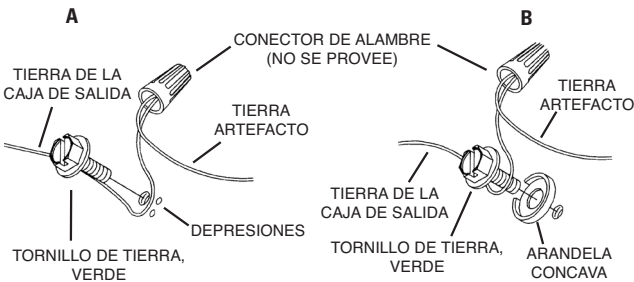 A
B
CONECTOR DE ALAMBRE
(NO SE PROVEE)
TIERRA DE LA
CAJA DE SALIDA
TIERRA
ARTEFACTO
DEPRESIONES
TORNILLO DE TIERRA,
VERDE
TIERRA
ARTEFACTO
TIERRA DE LA
CAJA DE SALIDA
TORNILLO DE TIERRA,
VERDE
ARANDELA
CONCAVA